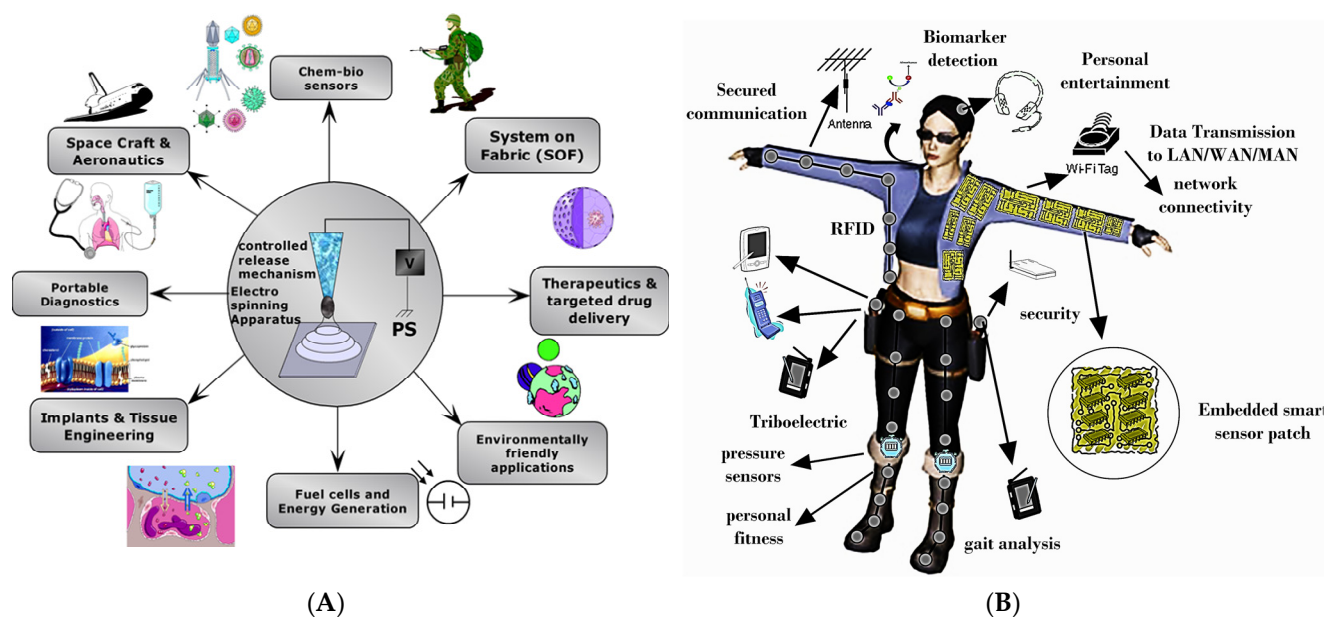 Chem-bio
sensors
Space Craft &
Aeronautics
System on
Fabric (SOF)
controlled
release
mechanism
Electro
spinning
Apparatus
V
PS
Portable
Diagnostics
Therapeutics &
targeted drug
delivery
Implants & Tissue
Engineering
Environmentally
friendly
applications
Fuel cells and
Energy Generation
(A)
Biomarker
detection
Personal
entertainment
Secured
communication
Antenna
Data Transmission
to LAN/WAN/MAN
Wi-Fi Tag
network
connectivity
RFID
security
Triboelectric
Embedded smart
sensor patch
pressure
sensors
personal
fitness
gait analysis
(B)